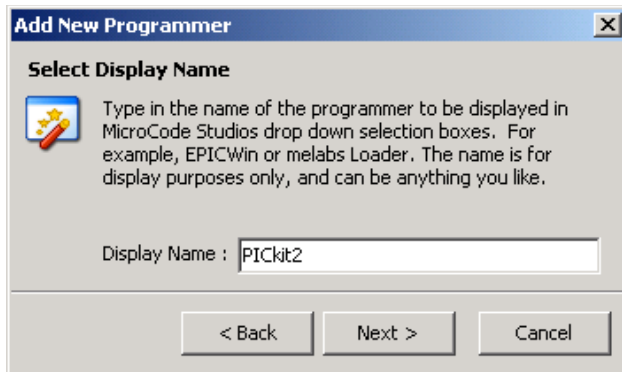 Add New Programmer
Select Display Name
Type in the name of the programmer to be displayed in
MicroCode Studios drop down selection boxes.  For
example, EPICWin or melabs Loader. The name is for
display purposes only, and can be anything you like.
Display Name : PICkit2
< Back Next > Cancel